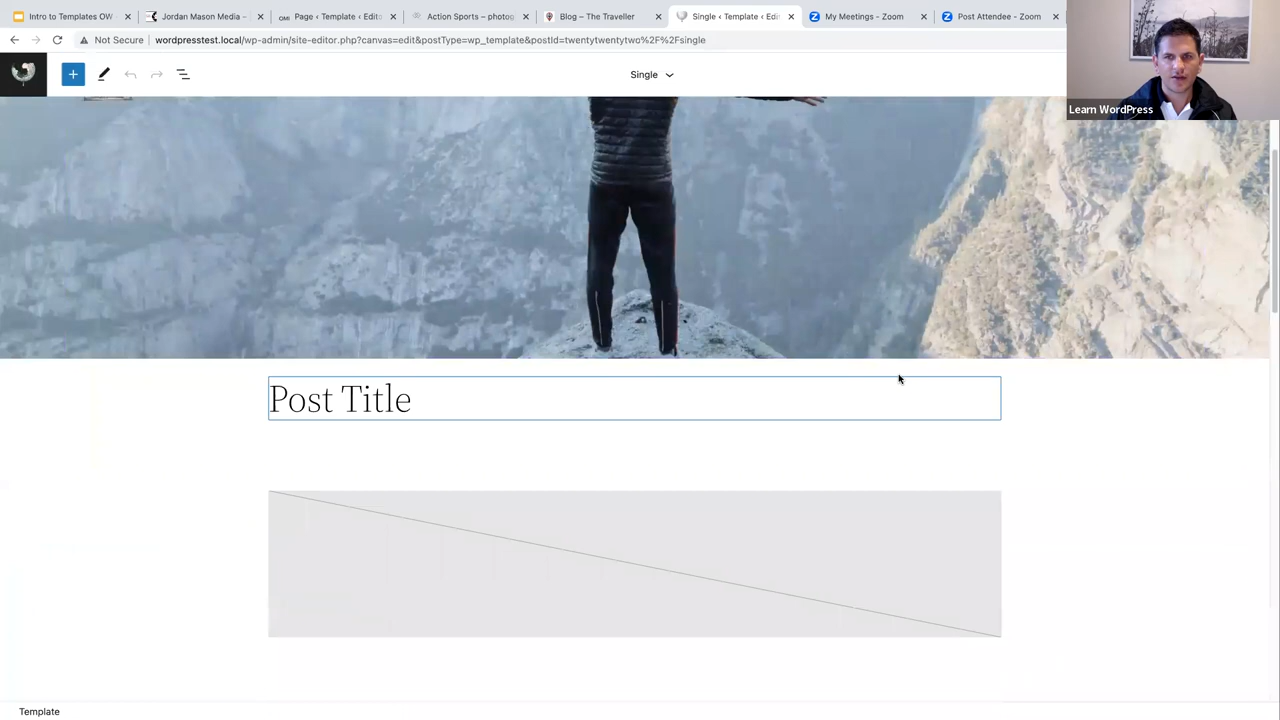 Intro to Templates OW
Jordan Mason Media -
OMI Page ‹ Template ‹ Edito
Action Sports – photog
Blog – The Traveller
Single ‹ Template ‹ Edi
My Meetings - Zoom
Post Attendee - Zoom
Not Secure wordpresstest.local/wp-admin/site-editor.php?canvas=edit&postType=wp_template&postId=twentytwentytwo%2F%2Fsingle
Single
Learn WordPress
Post Title
Template